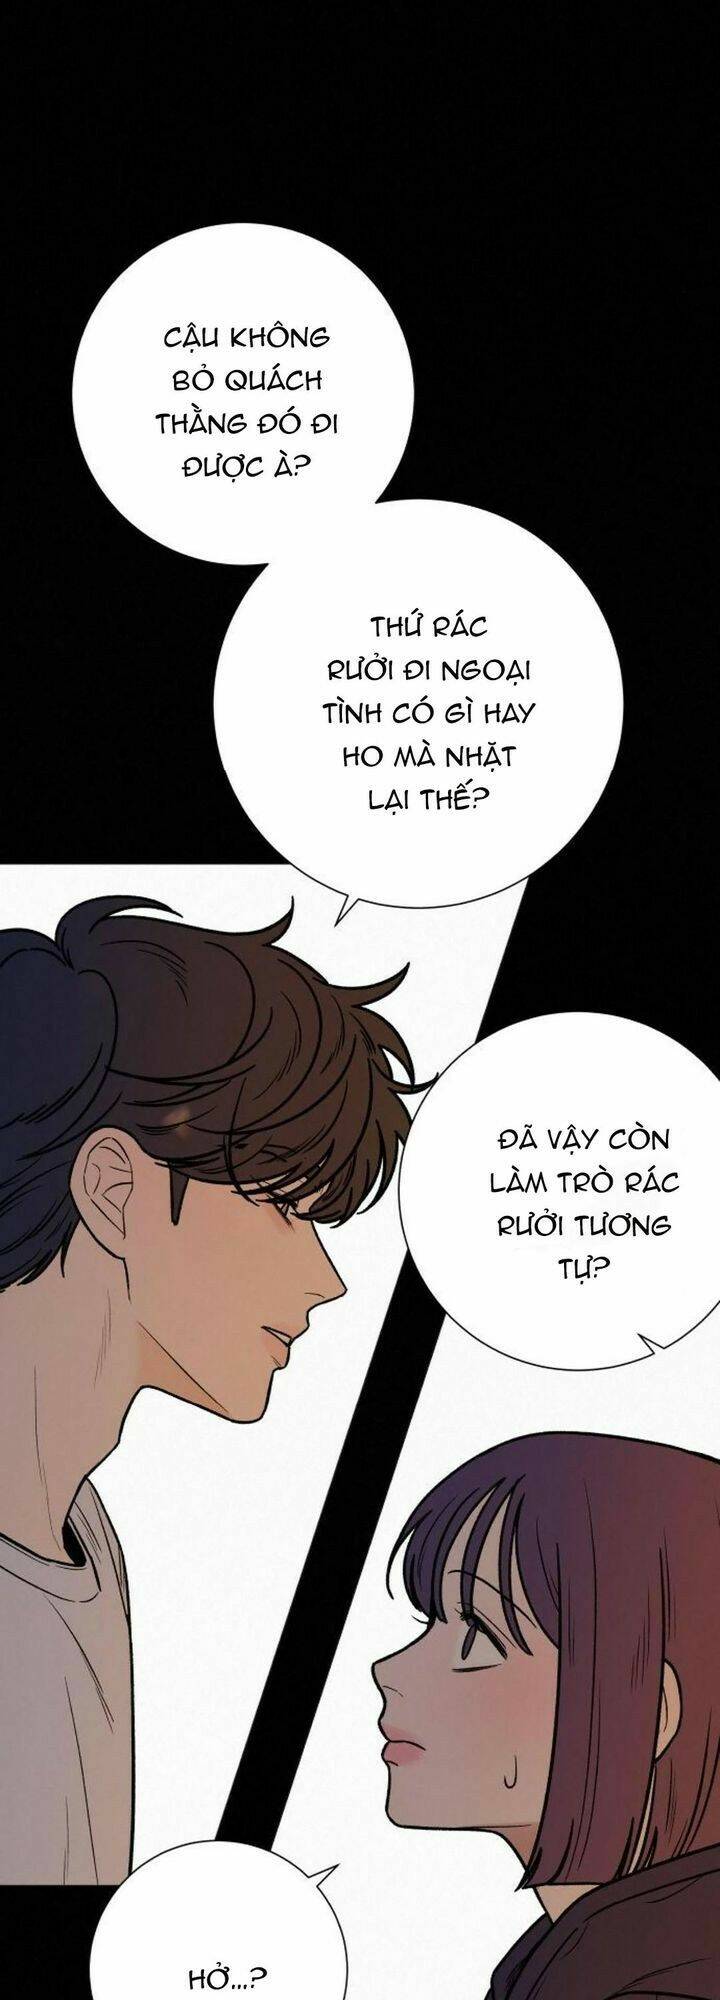 CẬU KHÔNG
BỎ QUÁCH
THẰNG ĐÓ ĐI
ĐƯỢC À?
THỨ RÁC
RƯỞI ĐI NGOẠI
TÌNH CÓ GÌ HAY
HO MÀ NHẶT
LẠI THẾ?
ĐÃ VẬY CÒN
LÀM TRÒ RÁC
RƯỞI TƯƠNG
TỰ?
HỞ...?